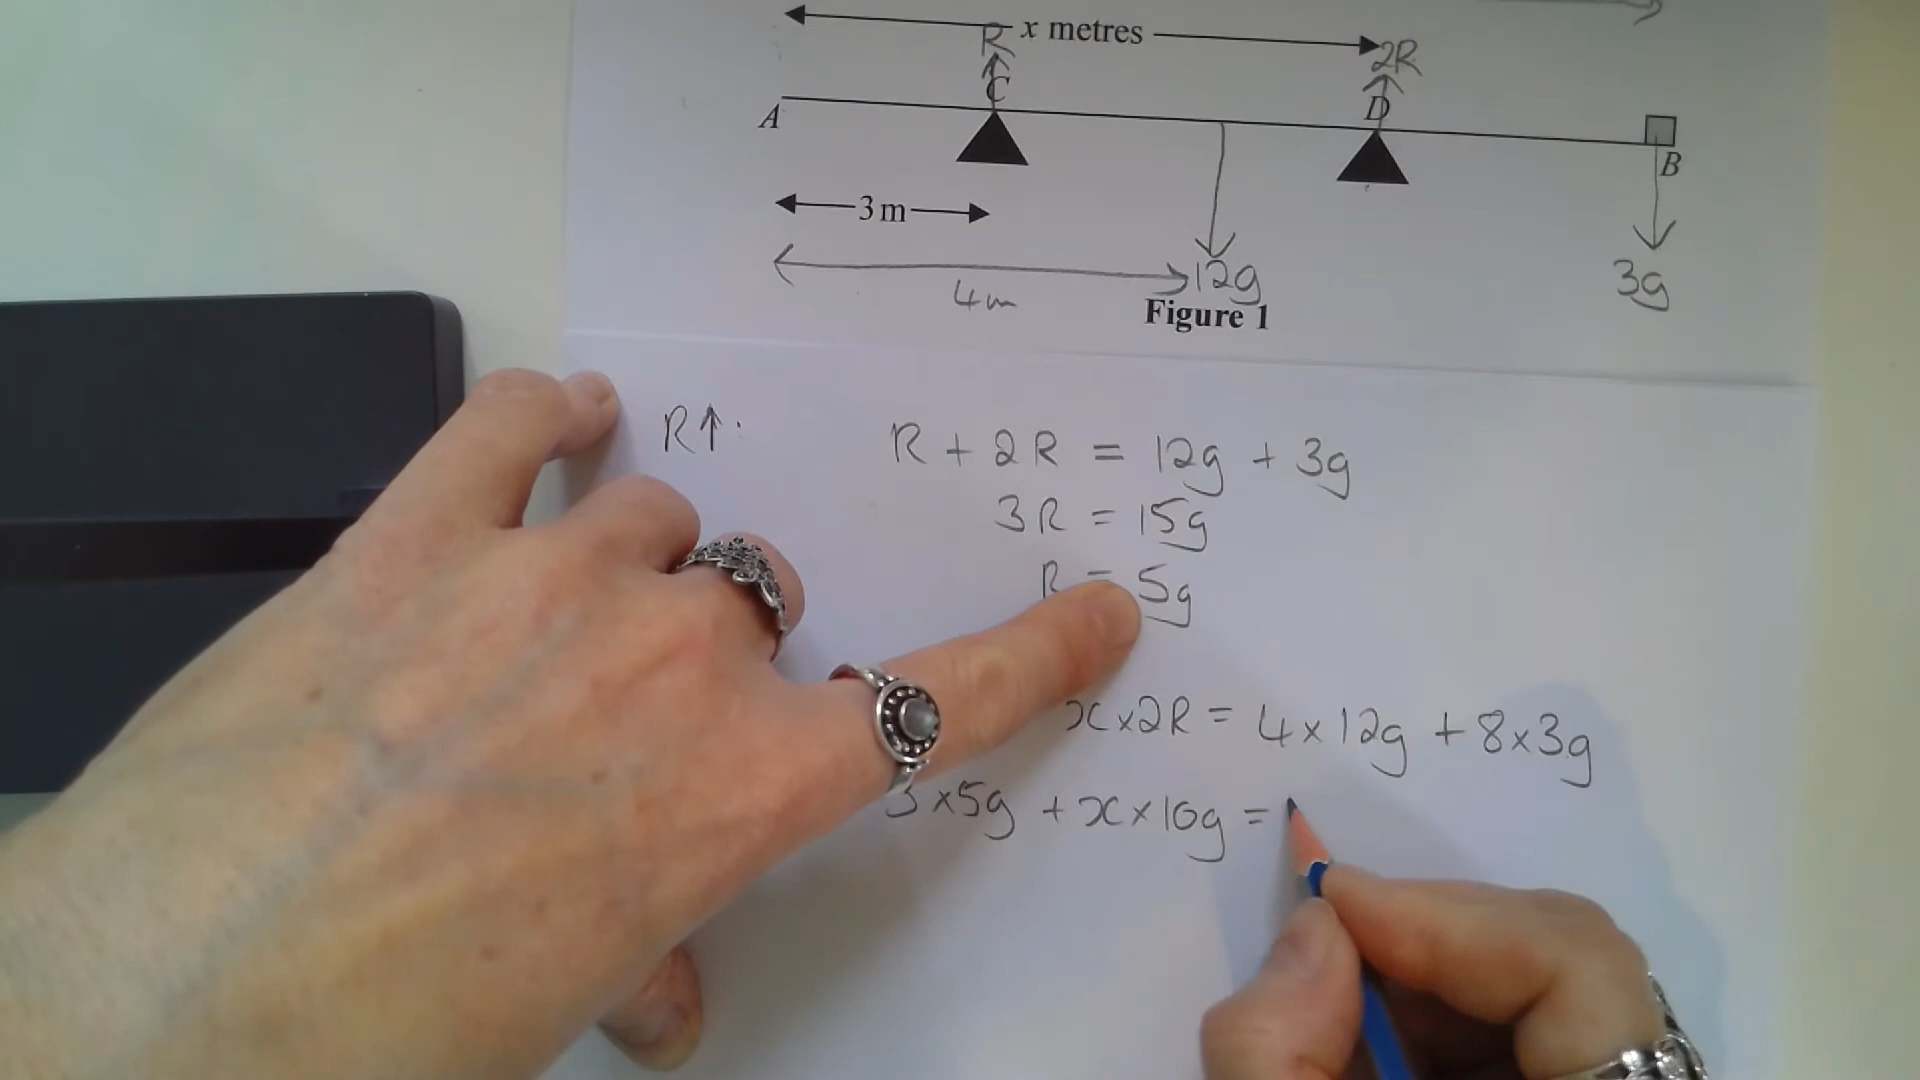 x metres
R
2R
C
D
A
B
3 m
12g
4m
3g
Figure 1
R↑.
R + 2R = 12g + 3g
3R = 15g
R = 5g
x×2R = 4×12g + 8×3g
3×5g + x×10g =